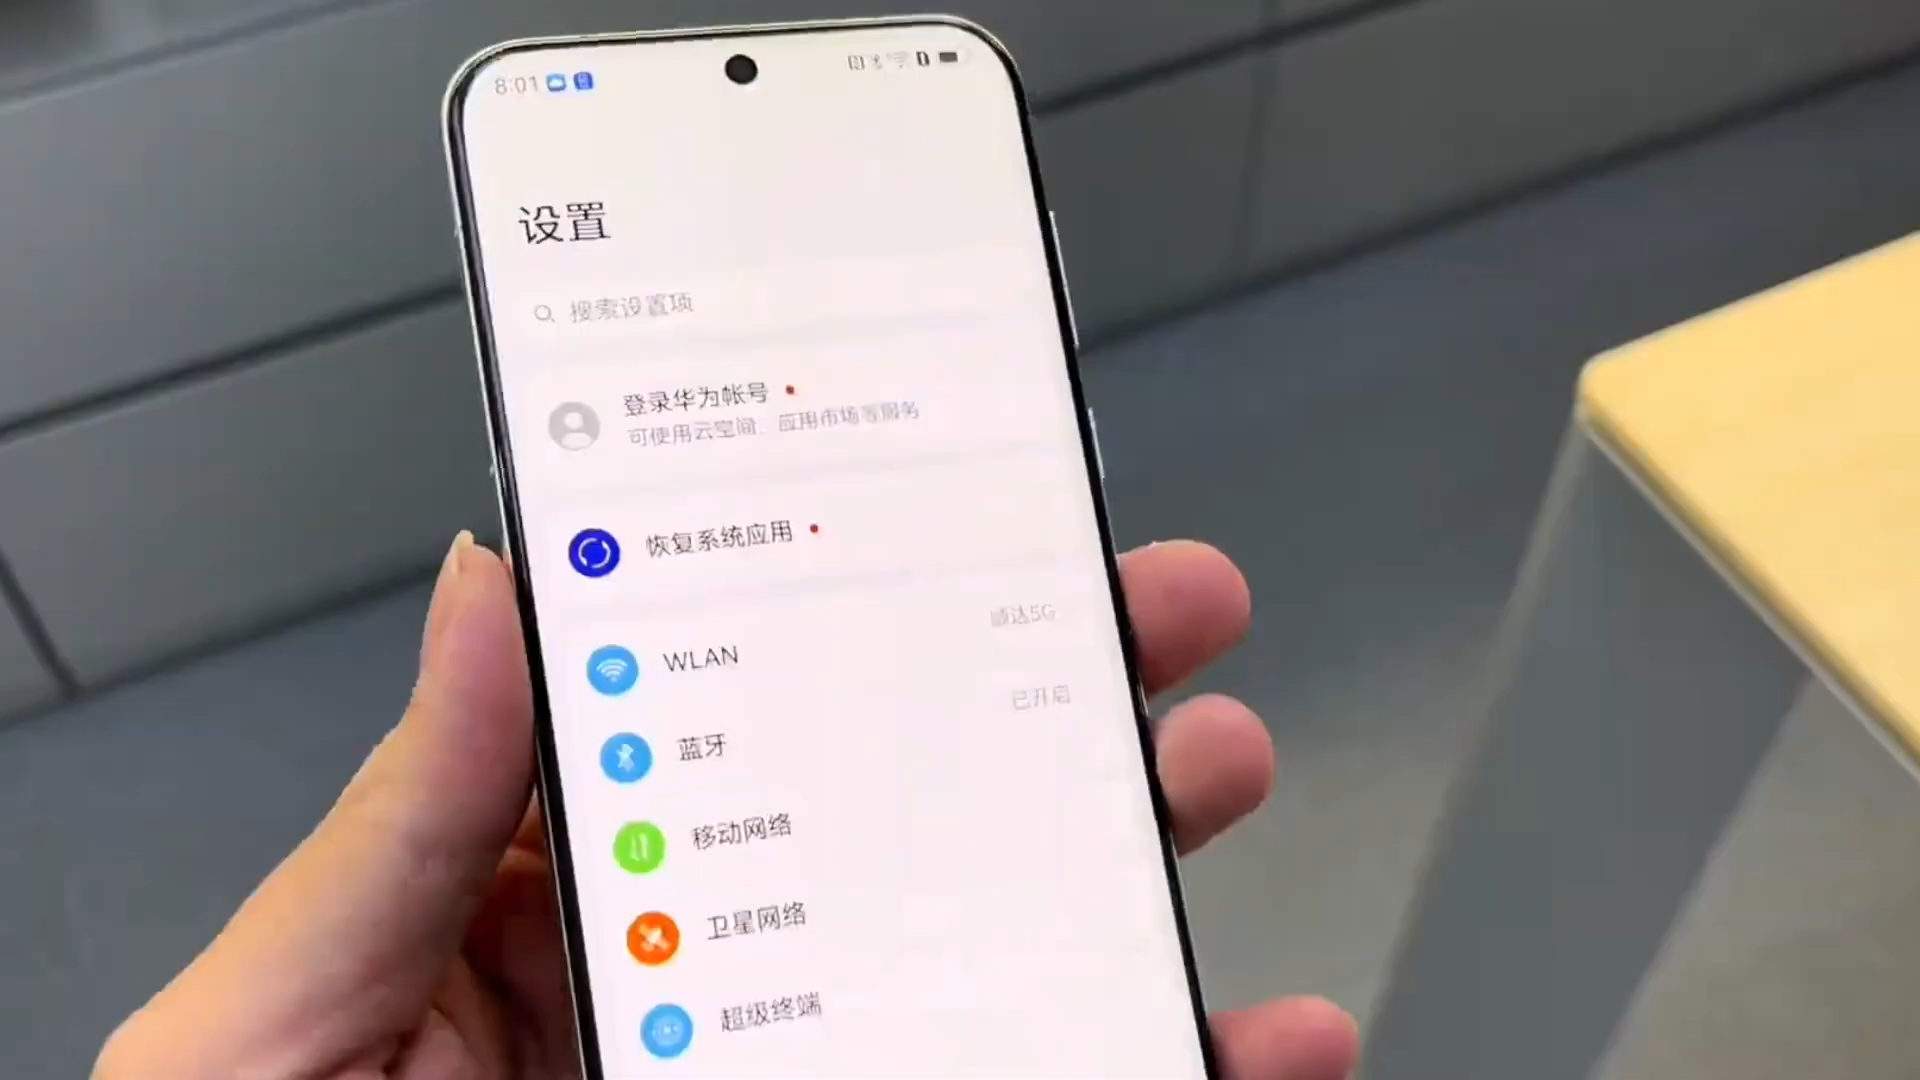 8:01
设置
搜索设置项
登录华为帐号
可使用云空间、应用市场等服务
恢复系统应用
WLAN
顺达5G
蓝牙
已开启
移动网络
卫星网络
超级终端